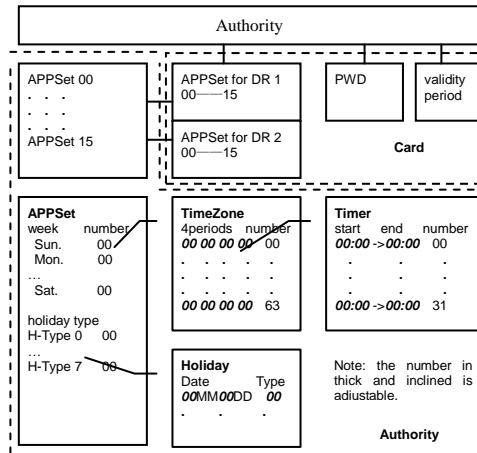 Authority
APPSet 00
. . .
. . .
APPSet 15
APPSet for DR 1
00——15
APPSet for DR 2
00——15
PWD
validity
period
Card
APPSet
week number
Sun. 00
Mon. 00
...
Sat. 00
holiday type
H-Type 0 00
...
H-Type 7 00
TimeZone
4periods number
00 00 00 00 00
. . . . .
. . . . .
. . . . .
00 00 00 00 63
Timer
start end number
00:00 ->00:00 00
. . .
. . .
. . .
00:00 ->00:00 31
Holiday
Date Type
00MM00DD 00
. . .
Note: the number in
thick and inclined is
adiustable.
Authority